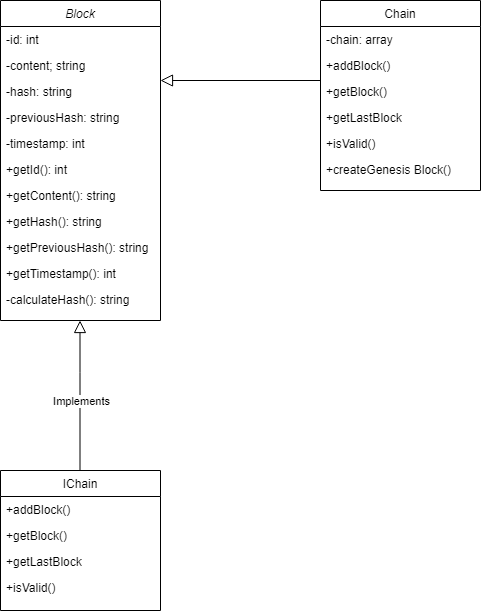 Block
-id: int
-content; string
-hash: string
-previousHash: string
-timestamp: int
+getId(): int
+getContent(): string
+getHash(): string
+getPreviousHash(): string
+getTimestamp(): int
-calculateHash(): string
Chain
-chain: array
+addBlock()
+getBlock()
+getLastBlock
+isValid()
+createGenesis Block()
Implements
IChain
+addBlock()
+getBlock()
+getLastBlock
+isValid()